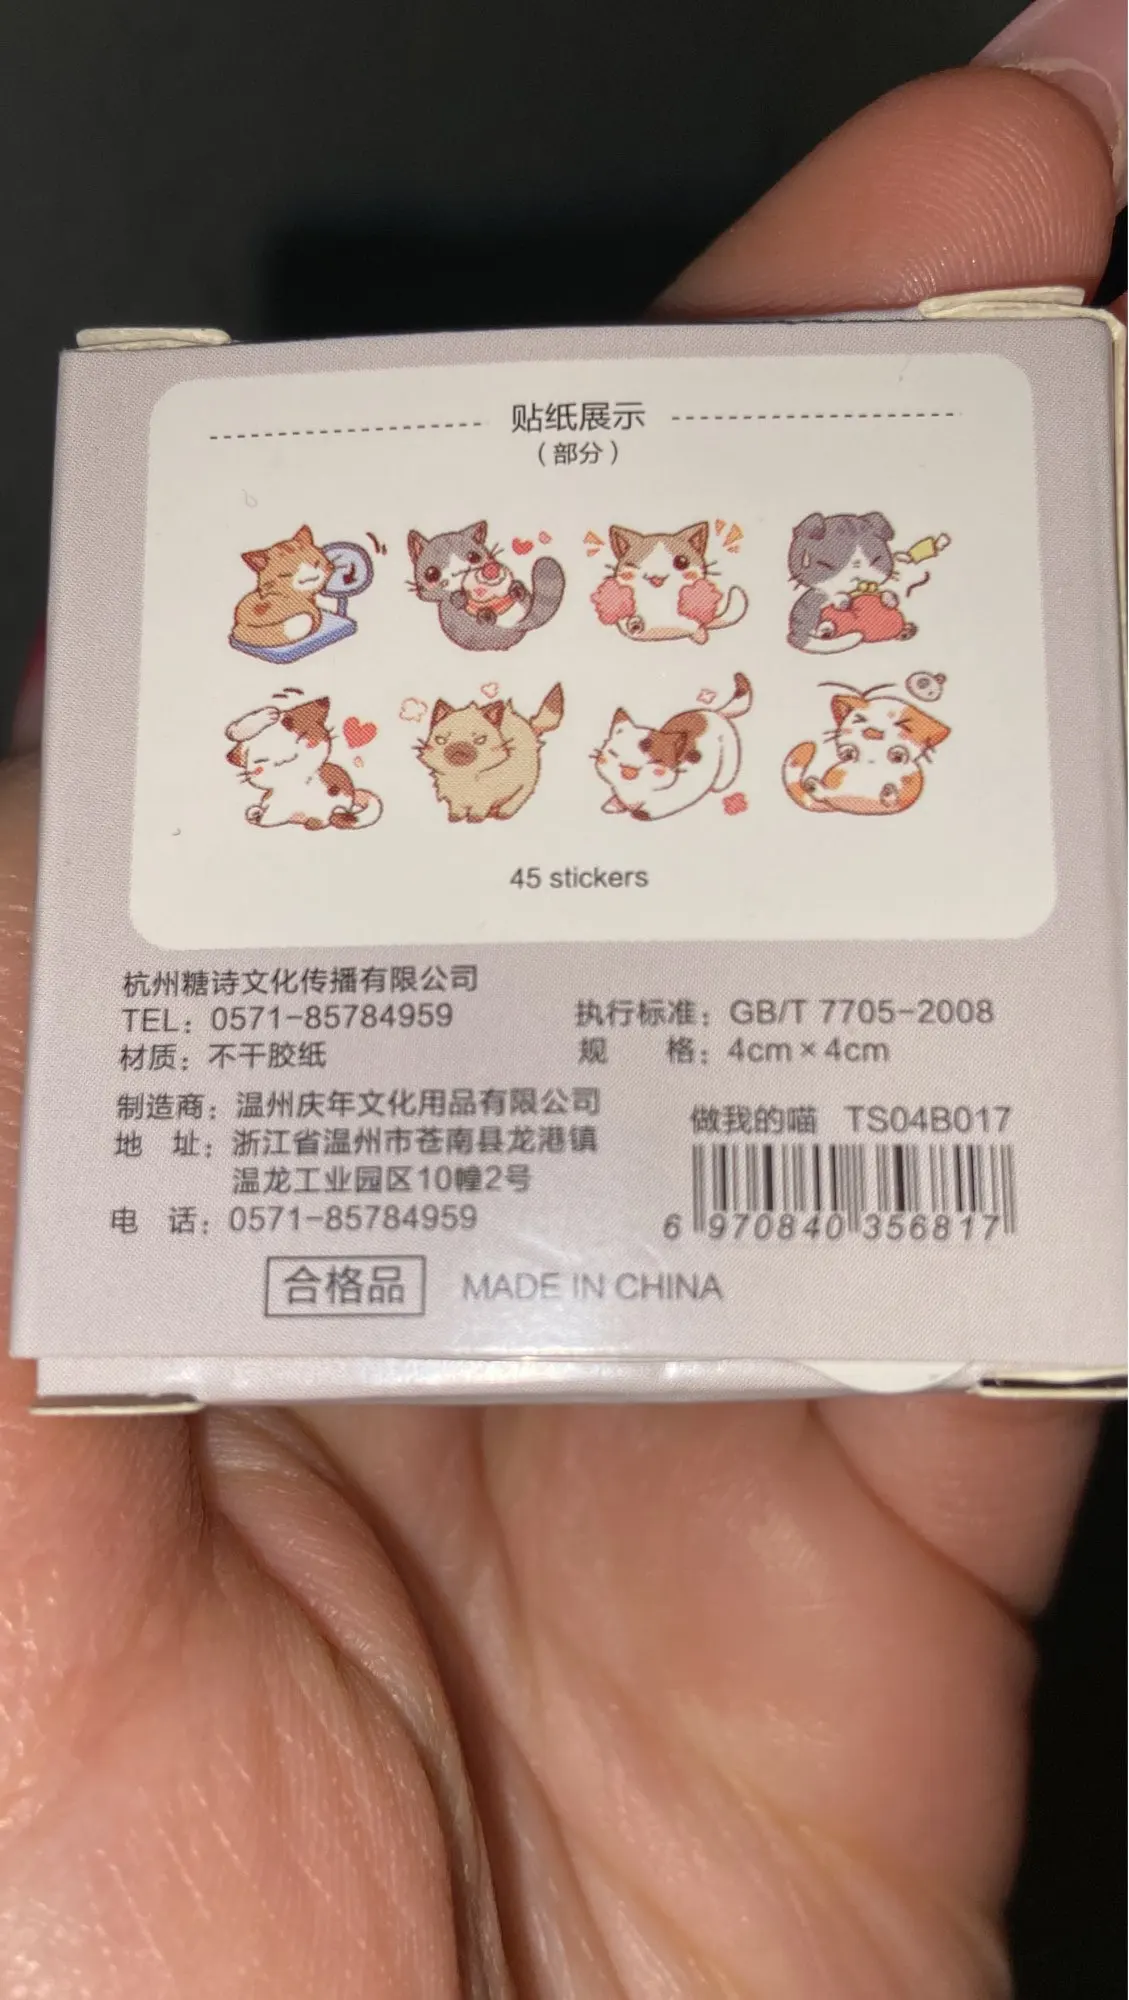 贴纸展示
（部分）
45 stickers
杭州糖诗文化传播有限公司
TEL：0571-85784959
材质：不干胶纸
执行标准：GB/T 7705-2008
规 格：4cm×4cm
制造商：温州庆年文化用品有限公司
地 址：浙江省温州市苍南县龙港镇
温龙工业园区10幢2号
电 话：0571-85784959
做我的喵 TS04B017
6 970840 356817
合格品 MADE IN CHINA